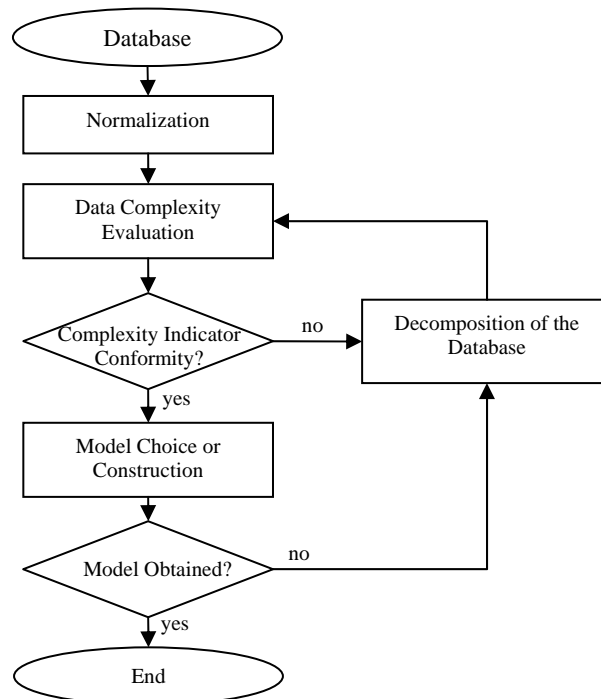 Database
Normalization
Data Complexity
Evaluation
Complexity Indicator
Conformity?
no
Decomposition of the
Database
yes
Model Choice or
Construction
Model Obtained?
no
yes
End